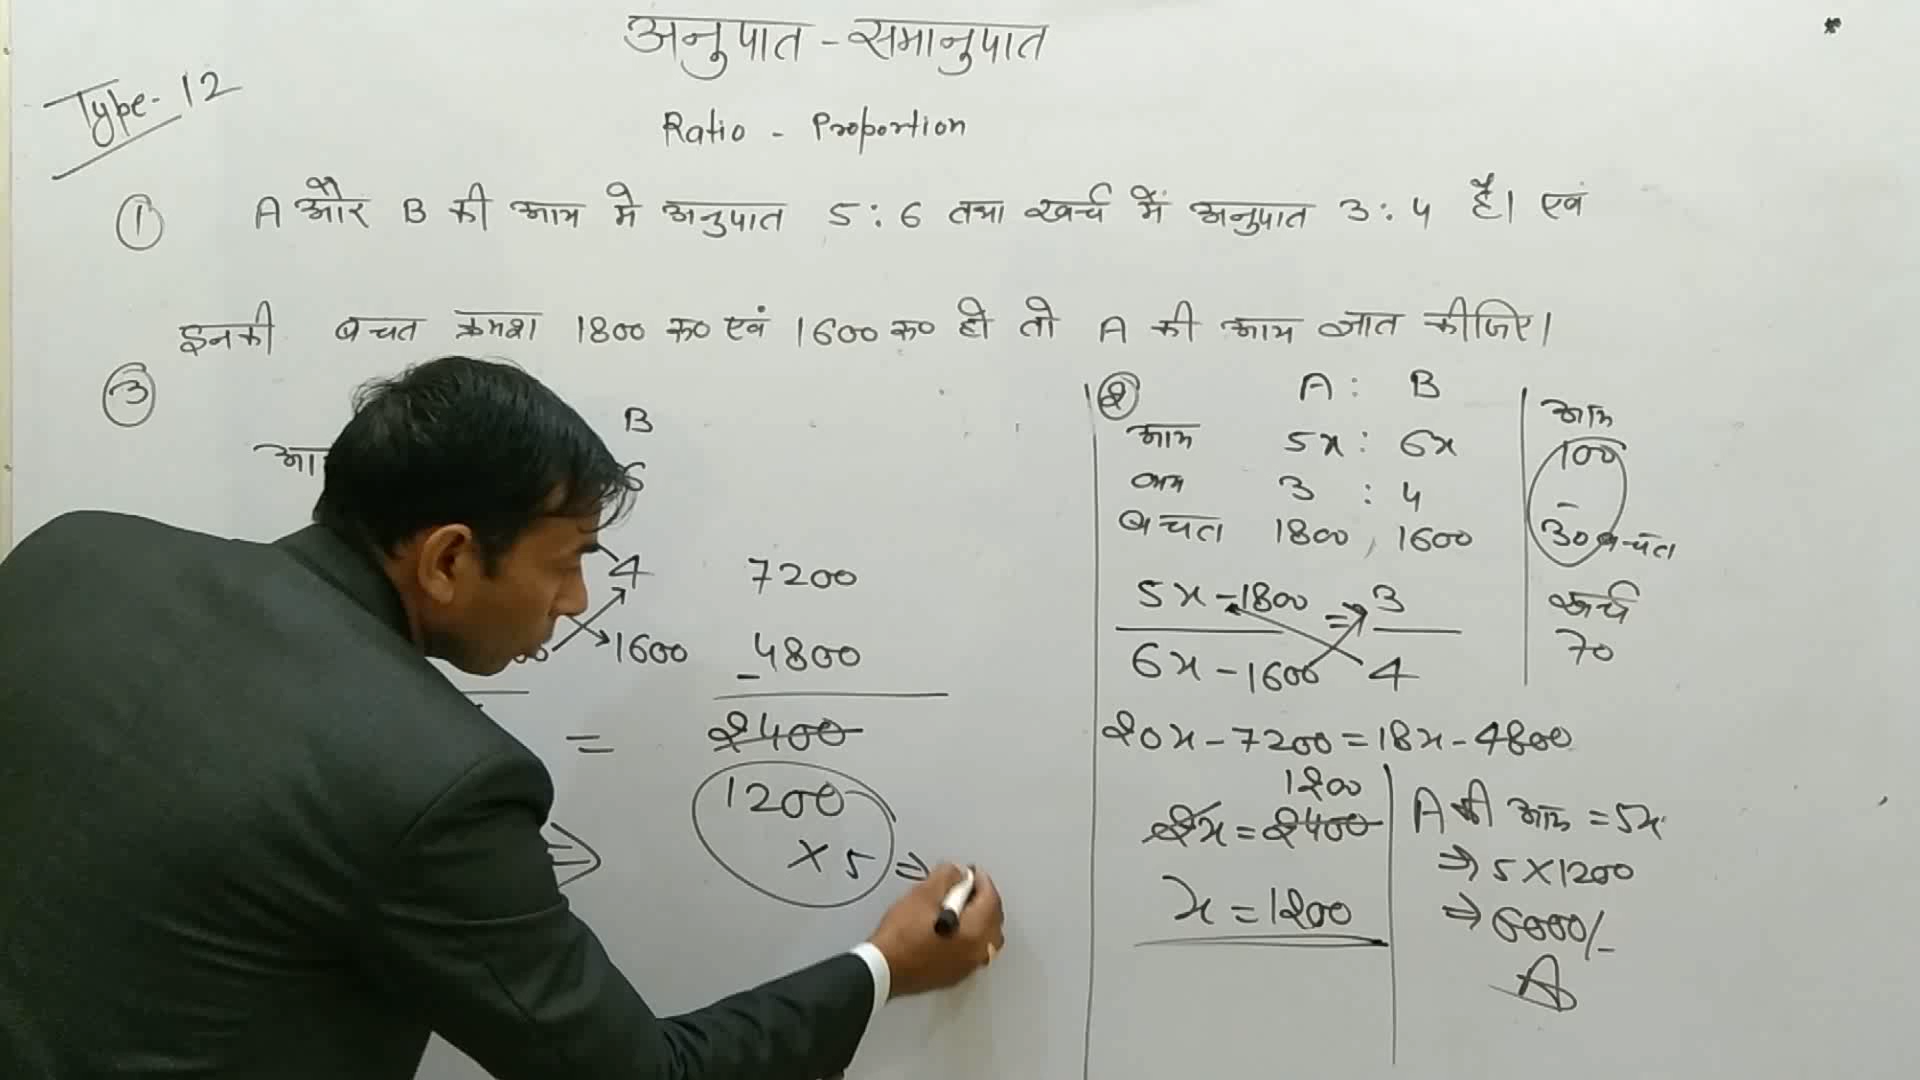 अनुपात - समानुपात
Type- 12
Ratio - Proportion
① A और B की आय मे अनुपात 5 : 6 तथा खर्च में अनुपात 3 : 4 है। एवं
इनकी बचत क्रमश 1800 रू० एवं 1600 रू० हो तो A की आय ज्ञात कीजिए।
③
B
आ
6
4 7200
1600 - 4800
= 2400
1200
× 5 ⇒
② A : B
आय 5x : 6x
व्यय 3 : 4
बचत 1800 , 1600
5x - 1800 = 3
6x - 1600 4
20x - 7200 = 18x - 4800
1200
2x = 2400
x = 1200
आय
100
-
30 बचत
खर्च
70
A की आय = 5x
⇒ 5 × 1200
⇒ 6000/-
A